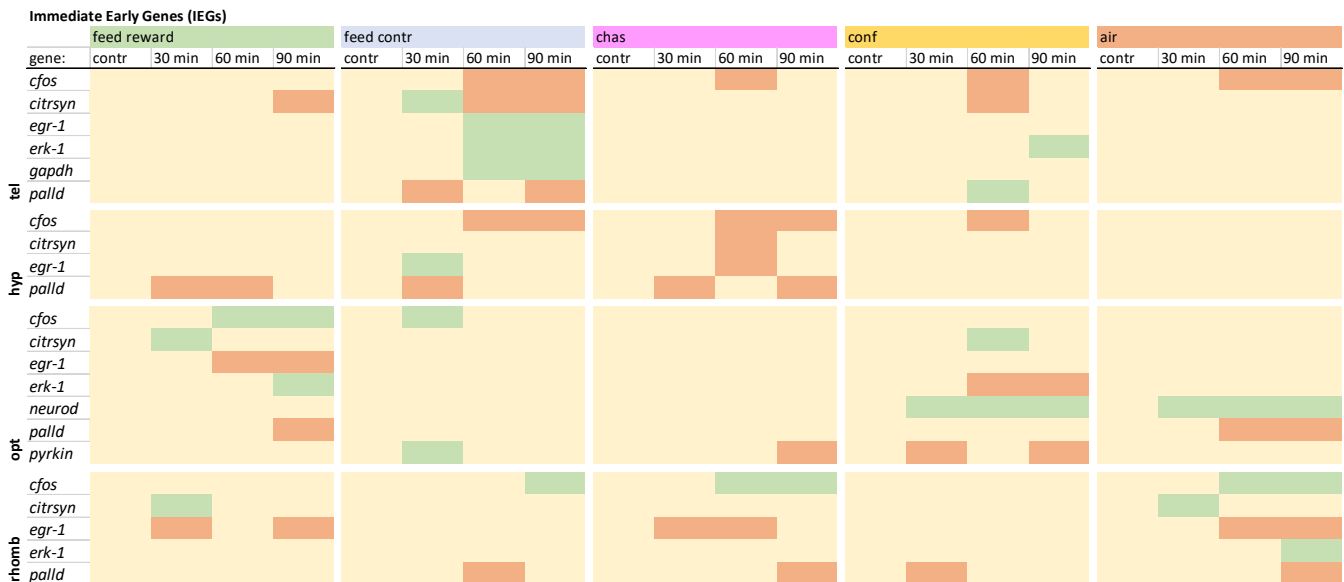 Immediate Early Genes (IEGs)
feed reward feed contr chas conf air
gene: contr 30 min 60 min 90 min contr 30 min 60 min 90 min contr 30 min 60 min 90 min contr 30 min 60 min 90 min contr 30 min 60 min 90 min
cfos
citrsyn
egr-1
erk-1
gapdh
tel palld
cfos
citrsyn
egr-1
hyp palld
cfos
citrsyn
egr-1
erk-1
neurod
palld
opt pyrkin
cfos
citrsyn
egr-1
erk-1
rhomb palld